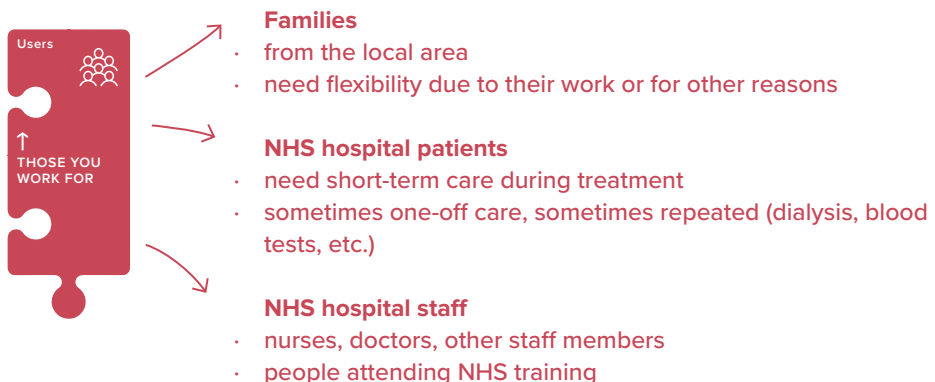 Users
↑
THOSE YOU
WORK FOR
Families
· from the local area
· need flexibility due to their work or for other reasons
NHS hospital patients
· need short-term care during treatment
· sometimes one-off care, sometimes repeated (dialysis, blood
tests, etc.)
NHS hospital staff
· nurses, doctors, other staff members
· people attending NHS training